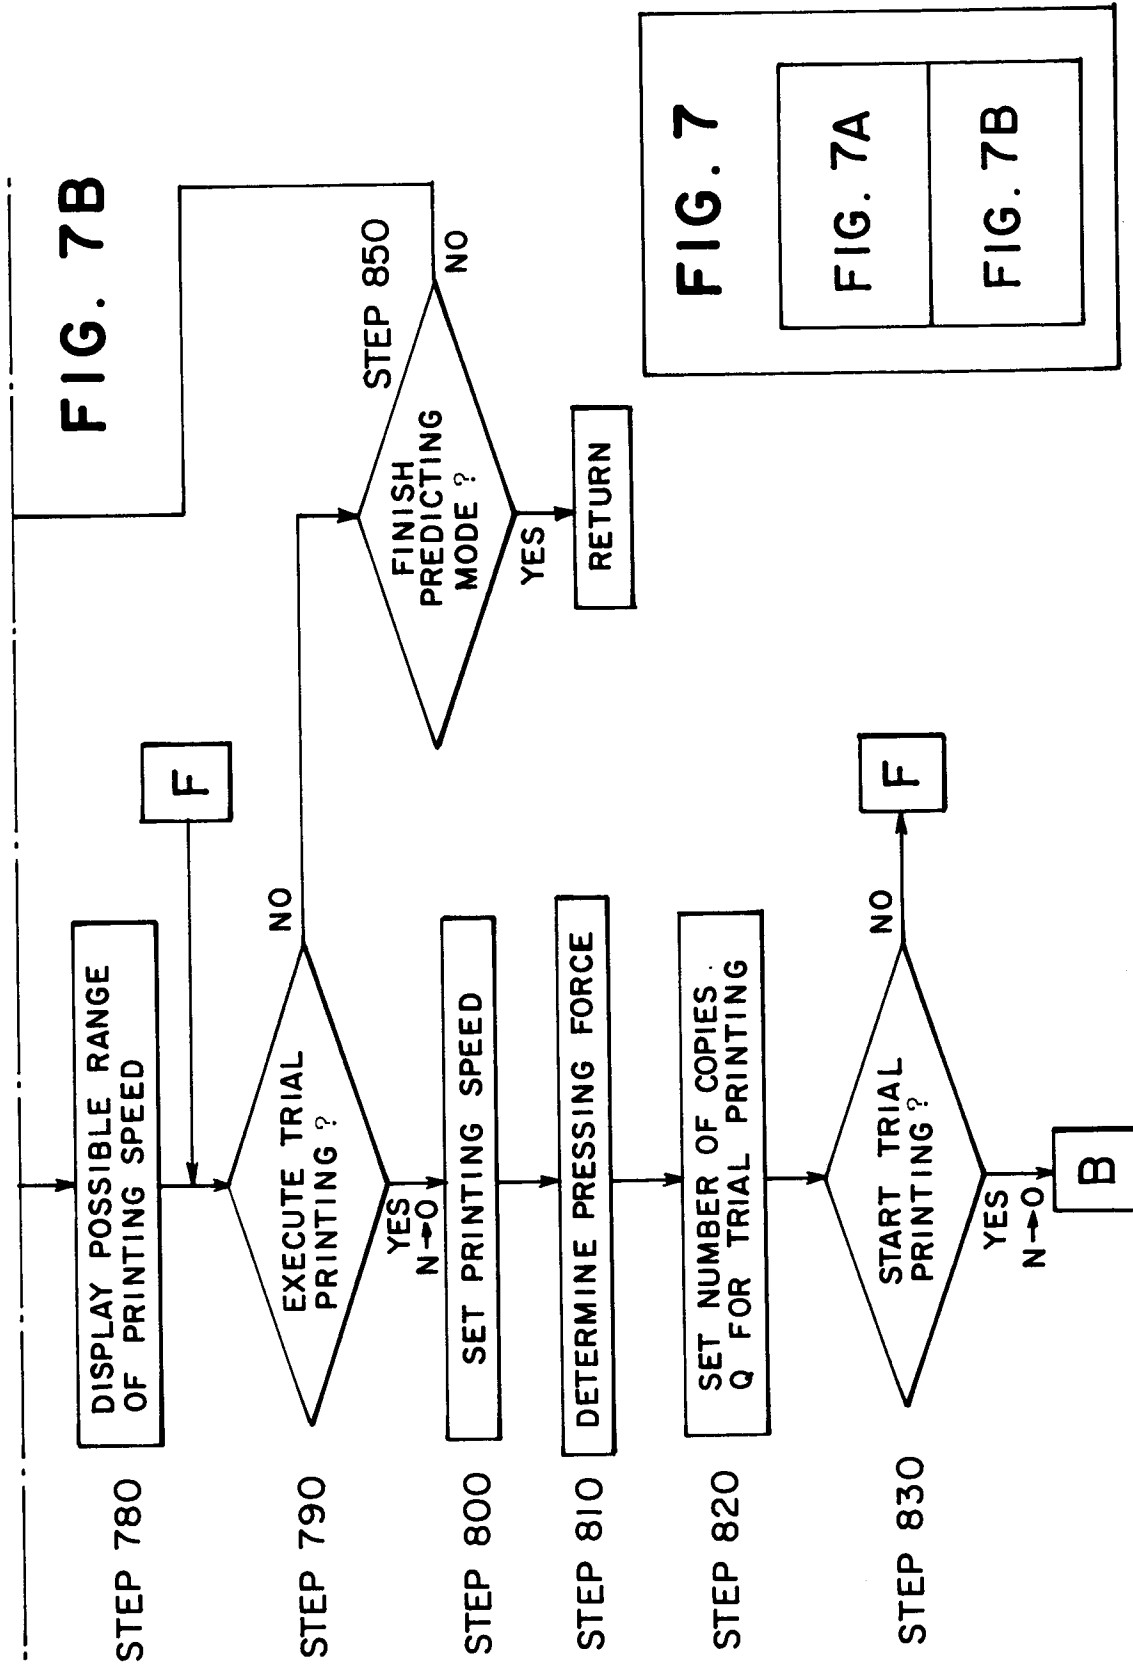 FIG. 7B
STEP 780
DISPLAY POSSIBLE RANGE
OF PRINTING SPEED
F
STEP 790
EXECUTE TRIAL
PRINTING?
NO
YES
N→0
STEP 850
FINISH
PREDICTING
MODE?
NO
YES
RETURN
STEP 800
SET PRINTING SPEED
STEP 810
DETERMINE PRESSING FORCE
STEP 820
SET NUMBER OF COPIES
Q FOR TRIAL PRINTING
STEP 830
START TRIAL
PRINTING?
NO
F
YES
N→0
B
FIG. 7
FIG. 7A
FIG. 7B